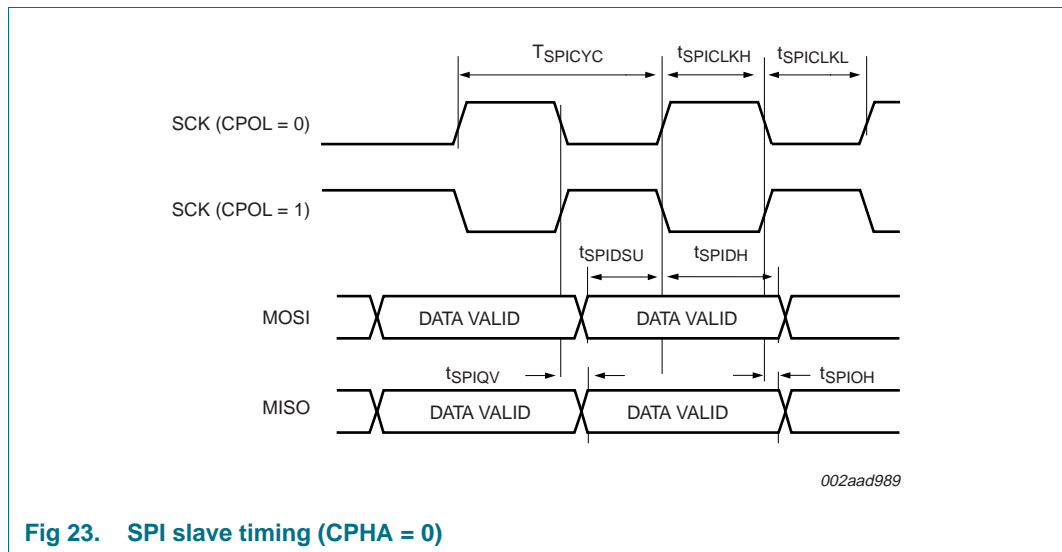 TSPICYC tSPICLKH tSPICLKL
SCK (CPOL = 0)
SCK (CPOL = 1)
tSPIDSU tSPIDH
MOSI DATA VALID DATA VALID
tSPIQV tSPIOH
MISO DATA VALID DATA VALID
002aad989
Fig 23. SPI slave timing (CPHA = 0)